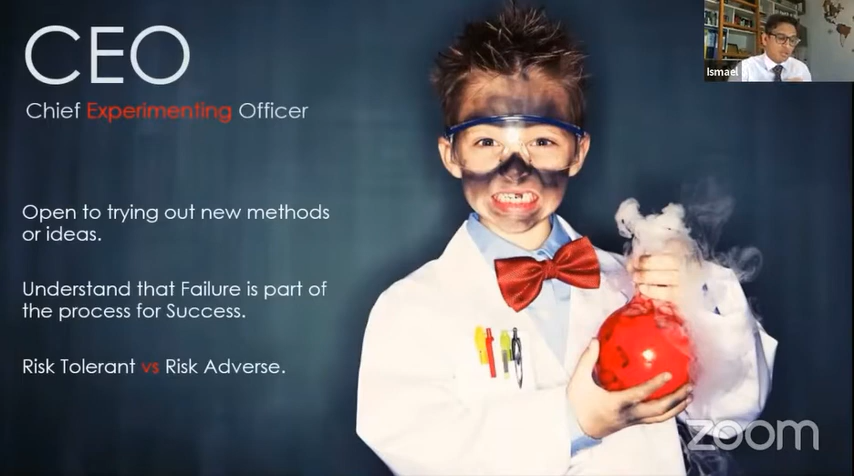 CEO
Chief Experimenting Officer
Open to trying out new methods
or ideas.
Understand that Failure is part of
the process for Success.
Risk Tolerant vs Risk Adverse.
Ismael
zoom